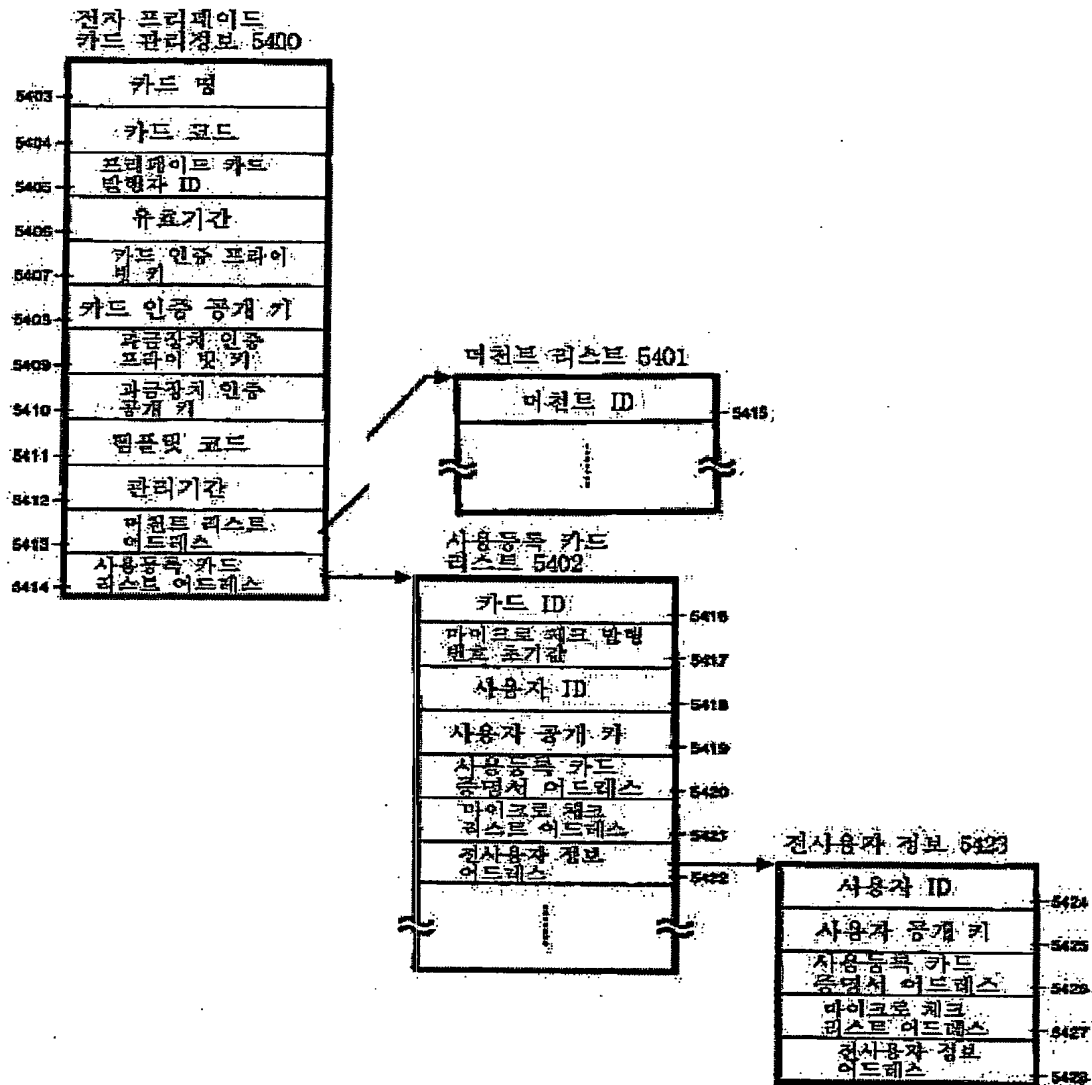 전자 프리페이드
카드 관리정보 5400
카드 명
5403
카드 코드
5404
프리페이드 카드
발행자 ID
5405
유효기간
5406
카드 인증 프라이
빗 키
5407
카드 인증 공개 키
5408
과금장치 인증
프라이 빗 키
5409
과금장치 인증
공개 키
5410
템플릿 코드
5411
관리기간
5412
머천트 리스트
어드레스
5413
사용등록 카드
리스트 어드레스
5414
머천트 리스트 5401
머천트 ID
5415
사용등록 카드
리스트 5402
카드 ID
5416
마이크로 체크 발행
번호 초기값
5417
사용자 ID
5418
사용자 공개 키
5419
사용등록 카드
증명서 어드레스
5420
마이크로 체크
리스트 어드레스
5421
전사용자 정보
어드레스
5422
전사용자 정보 5423
사용자 ID
5424
사용자 공개 키
5425
사용등록 카드
증명서 어드레스
5426
마이크로 체크
리스트 어드레스
5427
전사용자 정보
어드레스
5428